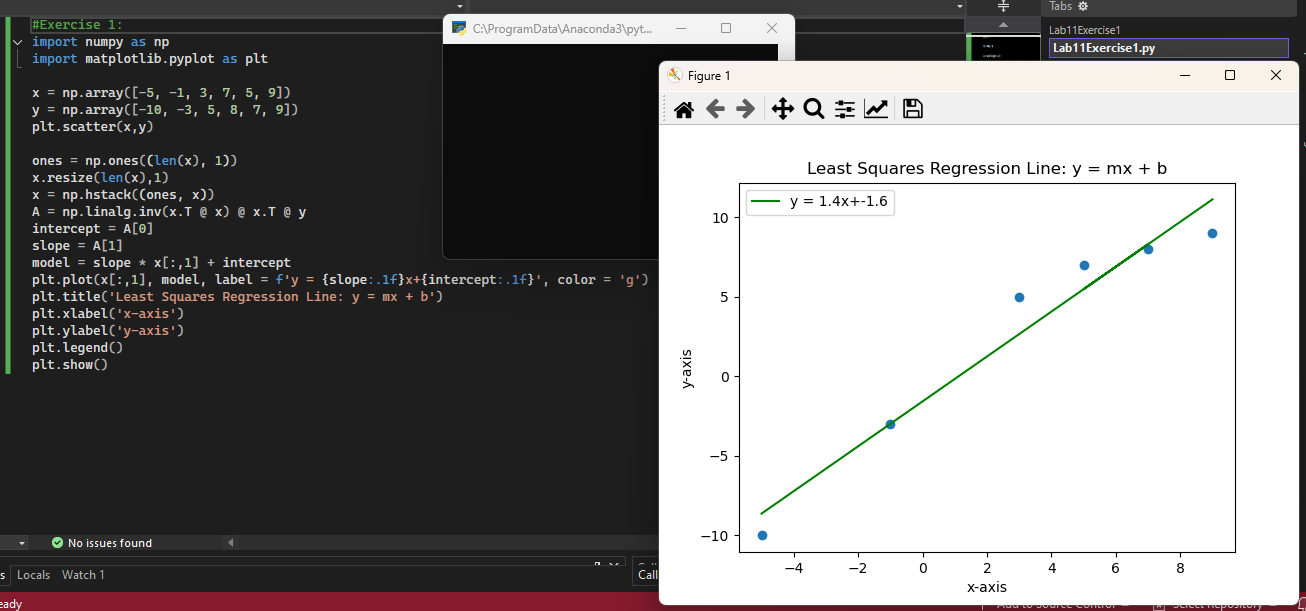 #Exercise 1:
import numpy as np
import matplotlib.pyplot as plt
x = np.array([-5, -1, 3, 7, 5, 9])
y = np.array([-10, -3, 5, 8, 7, 9])
plt.scatter(x,y)
ones = np.ones((len(x), 1))
x.resize(len(x),1)
x = np.hstack((ones, x))
A = np.linalg.inv(x.T @ x) @ x.T @ y
intercept = A[0]
slope = A[1]
model = slope * x[:,1] + intercept
plt.plot(x[:,1], model, label = f'y = {slope:.1f}x+{intercept:.1f}', color = 'g')
plt.title('Least Squares Regression Line: y = mx + b')
plt.xlabel('x-axis')
plt.ylabel('y-axis')
plt.legend()
plt.show()
No issues found
Locals Watch 1
Call
eady
C:\ProgramData\Anaconda3\pyt...
Tabs
Lab11Exercise1
Lab11Exercise1.py
Figure 1
Least Squares Regression Line: y = mx + b
y = 1.4x+-1.6
10
5
0
−5
−10
y-axis
−4 −2 0 2 4 6 8
x-axis
Add to Source Control Select Repository